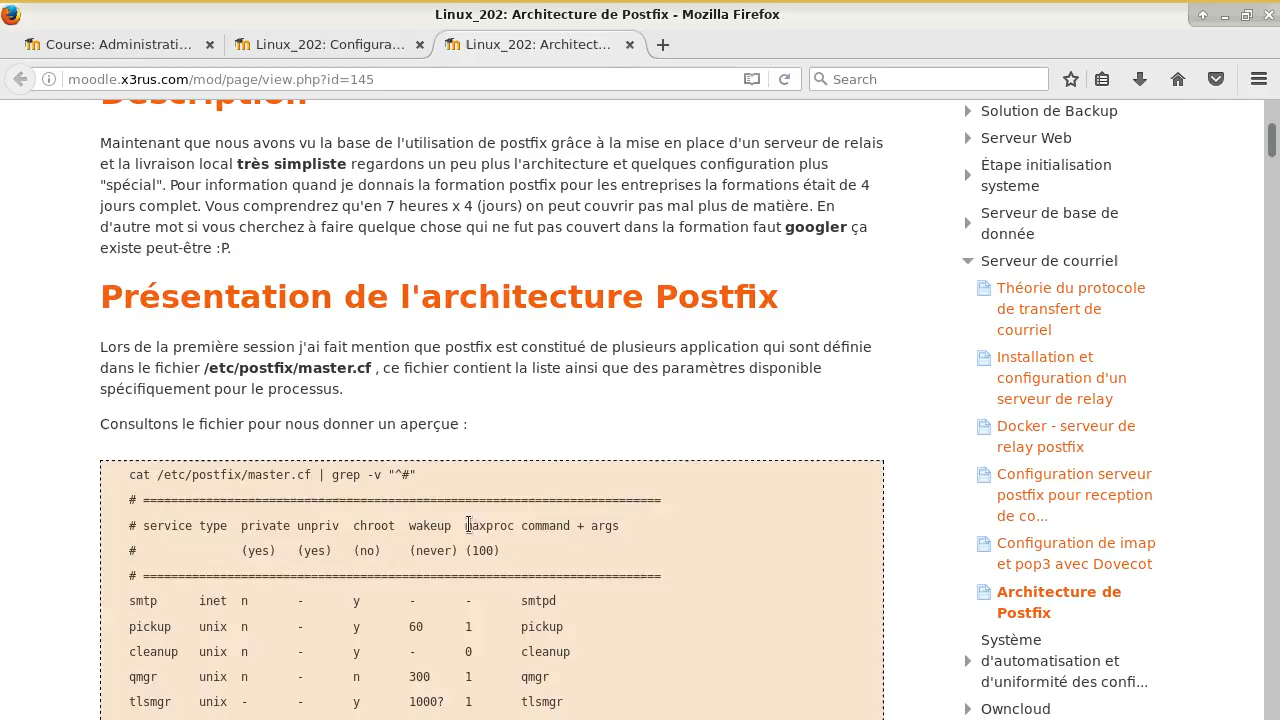 Linux_202: Architecture de Postfix - Mozilla Firefox
Course: Administrati... Linux_202: Configura... Linux_202: Architect...
moodle.x3rus.com/mod/page/view.php?id=145 Search
Description
Maintenant que nous avons vu la base de l'utilisation de postfix grâce à la mise en place d'un serveur de relais
et la livraison local très simpliste regardons un peu plus l'architecture et quelques configuration plus
"spécial". Pour information quand je donnais la formation postfix pour les entreprises la formations était de 4
jours complet. Vous comprendrez qu'en 7 heures x 4 (jours) on peut couvrir pas mal plus de matière. En
d'autre mot si vous cherchez à faire quelque chose qui ne fut pas couvert dans la formation faut googler ça
existe peut-être :P.
Présentation de l'architecture Postfix
Lors de la première session j'ai fait mention que postfix est constitué de plusieurs application qui sont définie
dans le fichier /etc/postfix/master.cf , ce fichier contient la liste ainsi que des paramètres disponible
spécifiquement pour le processus.
Consultons le fichier pour nous donner un aperçue :
cat /etc/postfix/master.cf | grep -v "^#"
# ==========================================================================
# service type  private unpriv  chroot  wakeup  maxproc command + args
#               (yes)   (yes)   (no)    (never) (100)
# ==========================================================================
smtp      inet  n       -       y       -       -       smtpd
pickup    unix  n       -       y       60      1       pickup
cleanup   unix  n       -       y       -       0       cleanup
qmgr      unix  n       -       n       300     1       qmgr
tlsmgr    unix  -       -       y       1000?   1       tlsmgr
Solution de Backup
Serveur Web
Étape initialisation
systeme
Serveur de base de
donnée
Serveur de courriel
Théorie du protocole
de transfert de
courriel
Installation et
configuration d'un
serveur de relay
Docker - serveur de
relay postfix
Configuration serveur
postfix pour reception
de co...
Configuration de imap
et pop3 avec Dovecot
Architecture de
Postfix
Système
d'automatisation et
d'uniformité des confi...
Owncloud